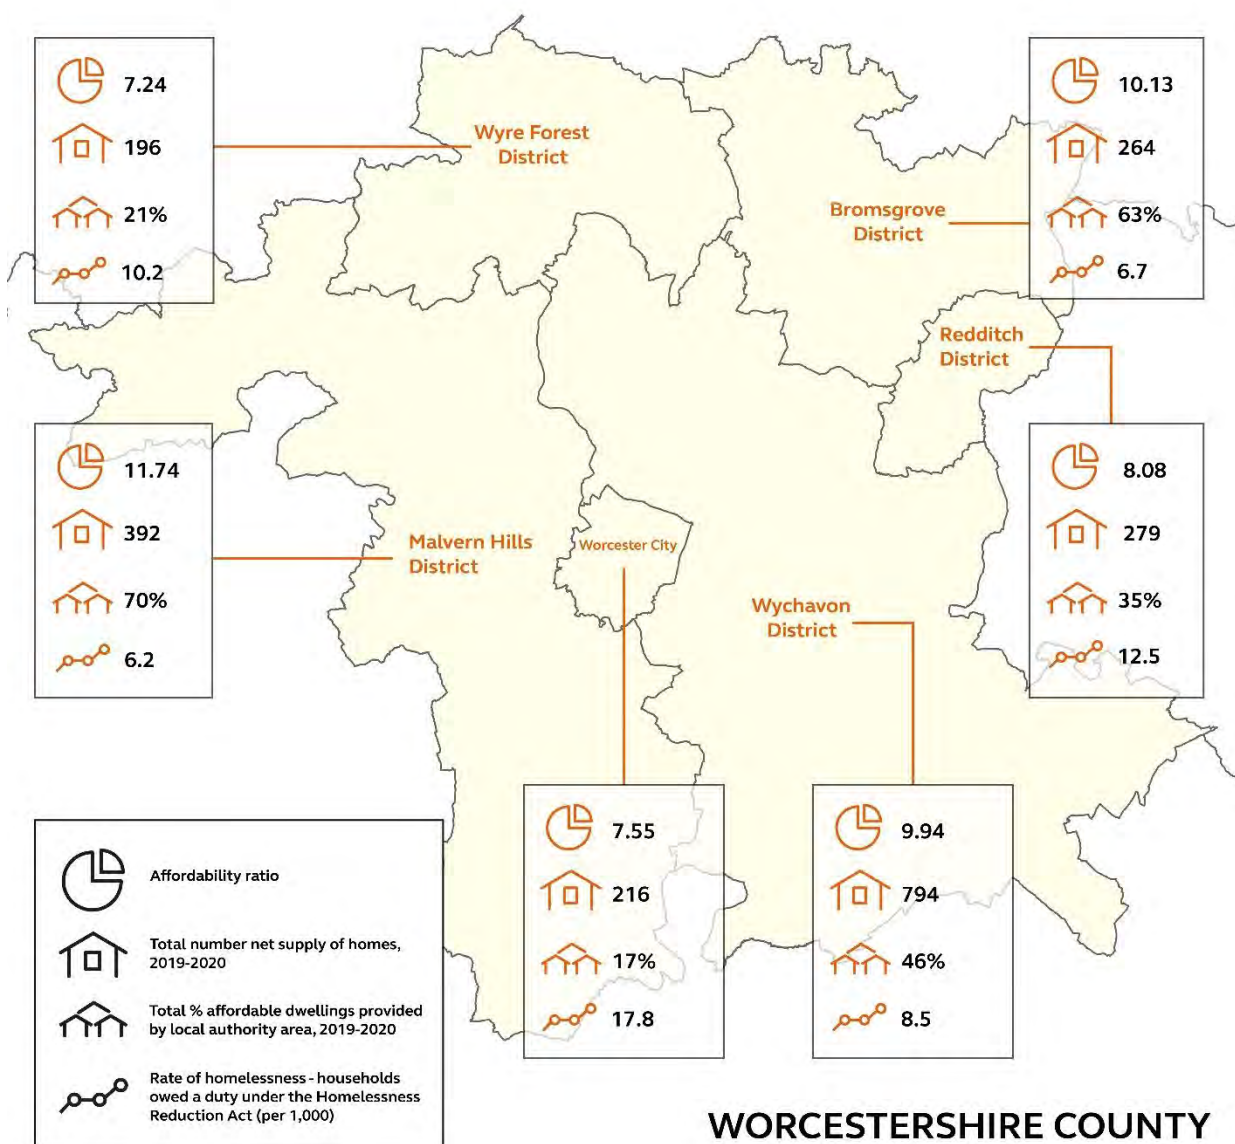 7.24
196
21%
10.2
Wyre Forest
District
10.13
264
63%
6.7
Bromsgrove
District
Redditch
District
11.74
392
70%
6.2
Malvern Hills
District
Worcester City
Wychavon
District
8.08
279
35%
12.5
7.55
216
17%
17.8
9.94
794
46%
8.5
Affordability ratio
Total number net supply of homes,
2019-2020
Total % affordable dwellings provided
by local authority area, 2019-2020
Rate of homelessness - households
owed a duty under the Homelessness
Reduction Act (per 1,000)
WORCESTERSHIRE COUNTY